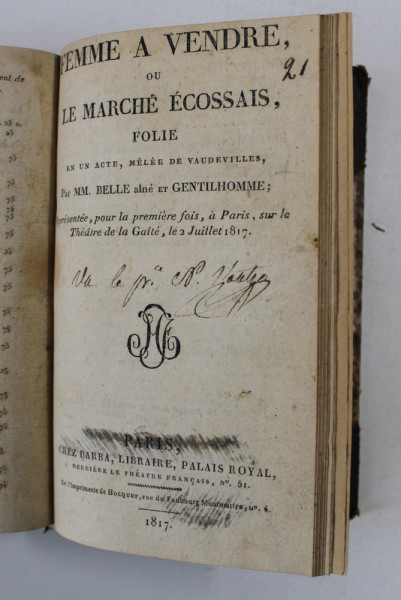 FEMME A VENDRE,
OU
LE MARCHÉ ÉCOSSAIS,
FOLIE
EN UN ACTE, MÊLÉE DE VAUDEVILLES,
Par MM. BELLE aîné ET GENTILHOMME;
Représentée, pour la première fois, à Paris, sur le
Théâtre de la Gaîté, le 2 Juillet 1817.
21
PARIS,
CHEZ BARBA, LIBRAIRE, PALAIS ROYAL,
DERRIÈRE LE THÉATRE FRANÇAIS, N°. 51.
De l'Imprimerie de HOCQUET, rue du Faubourg Montmartre, n°. 4.
1817.